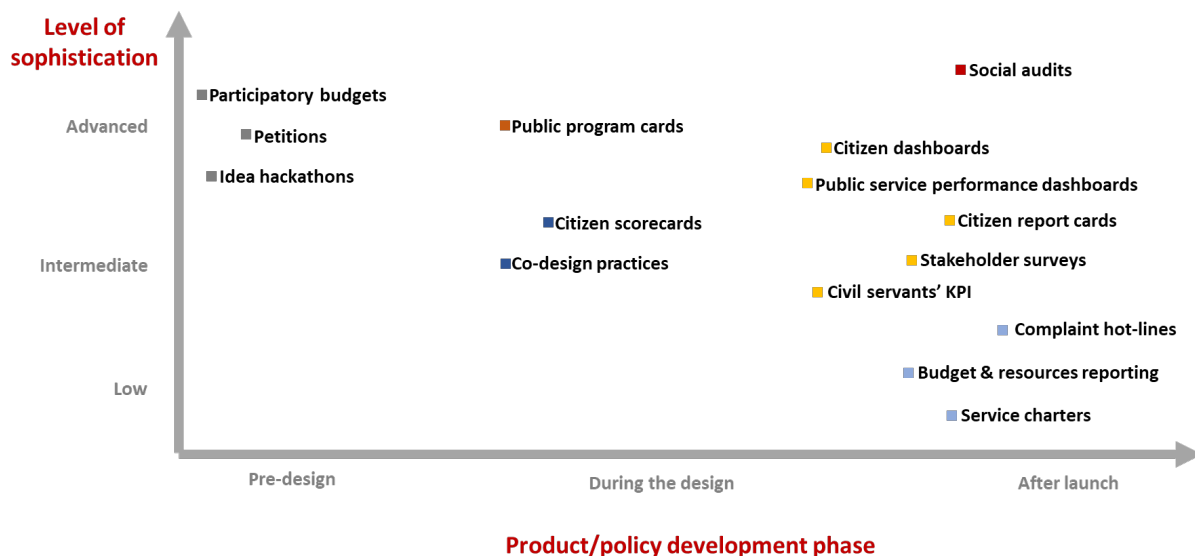 Level of
sophistication
Social audits
Participatory budgets
Advanced
Public program cards
Petitions
Citizen dashboards
Idea hackathons
Public service performance dashboards
Citizen scorecards
Citizen report cards
Intermediate
Co-design practices
Stakeholder surveys
Civil servants’ KPI
Complaint hot-lines
Budget & resources reporting
Low
Service charters
Pre-design
During the design
After launch
Product/policy development phase